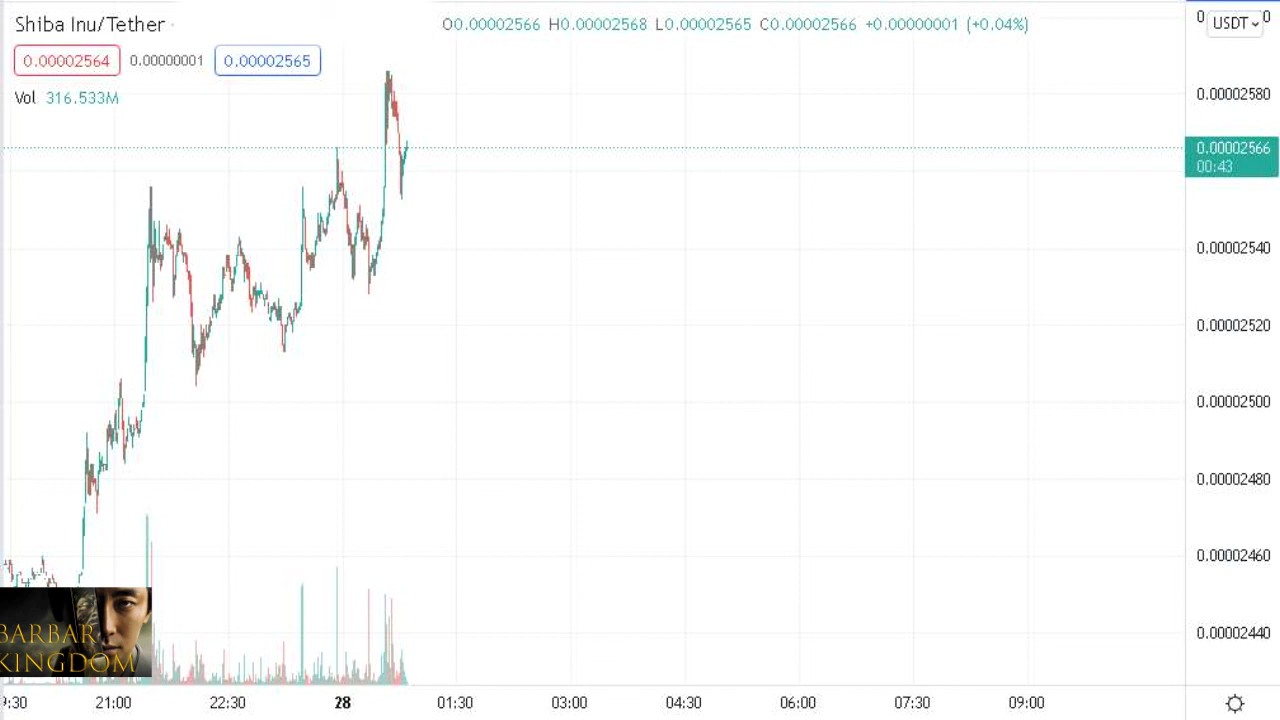 Shiba Inu/Tether
O0.00002566 H0.00002568 L0.00002565 C0.00002566 +0.00000001 (+0.04%)
USDT
0.00002564 0.00000001 0.00002565
Vol 316.533M
0.00002580
0.00002566
00:43
0.00002540
0.00002520
0.00002500
0.00002480
0.00002460
0.00002440
BARBAR
KINGDOM
9:30 21:00 22:30 28 01:30 03:00 04:30 06:00 07:30 09:00